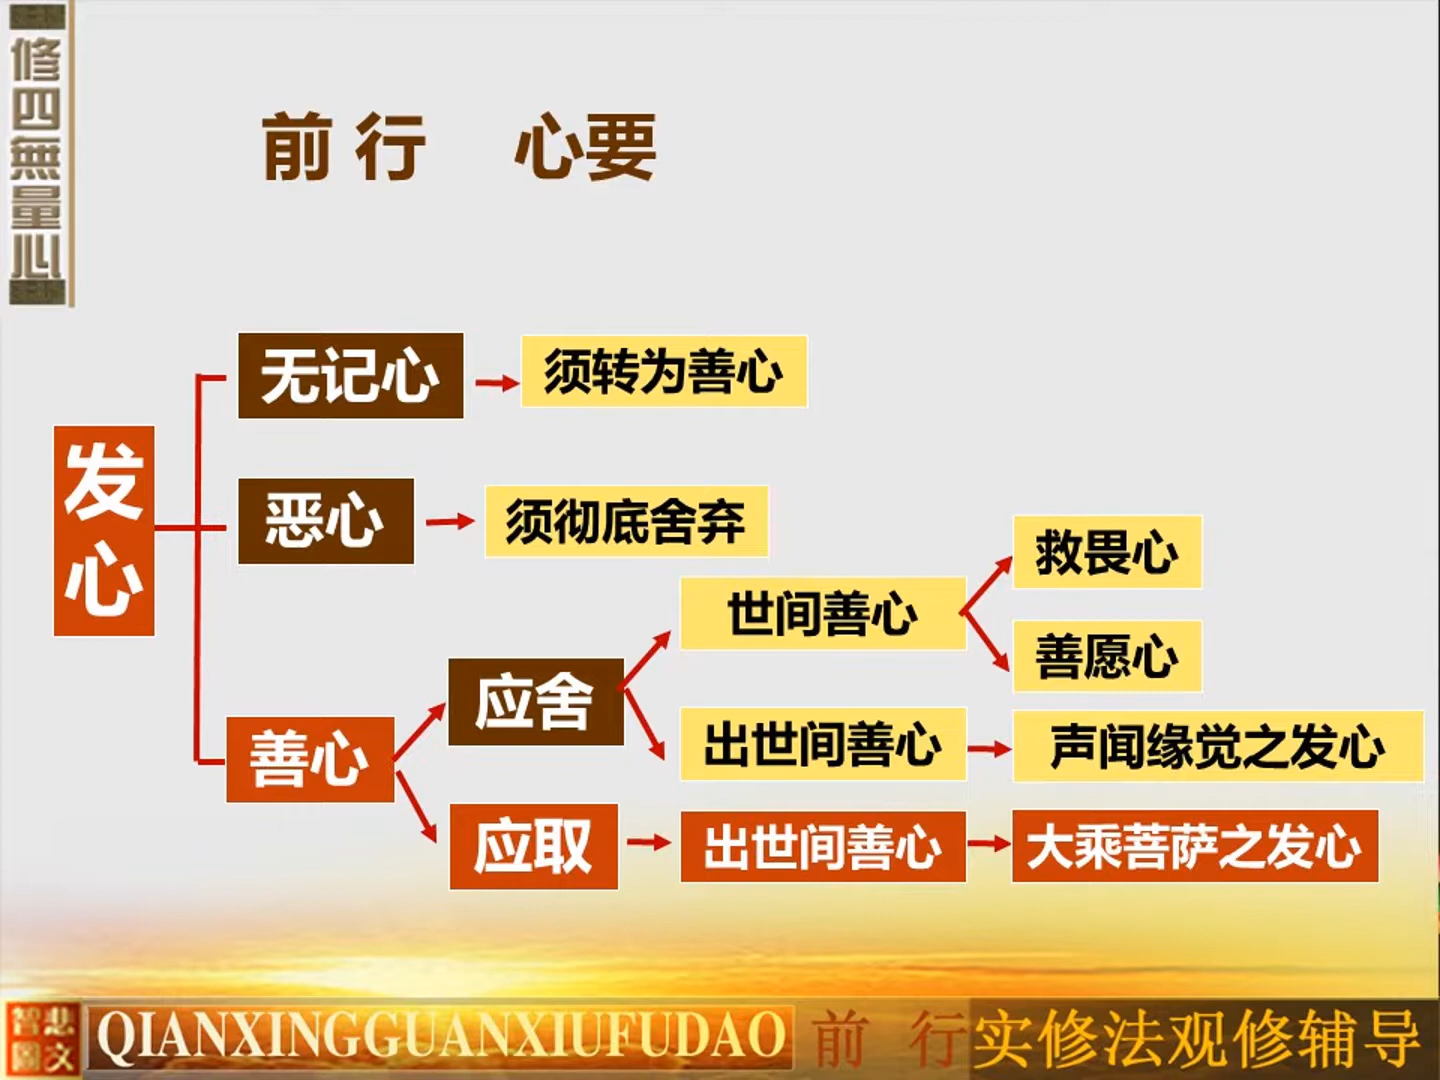 修四無量心
前 行 心要
发心
无记心
须转为善心
恶心
须彻底舍弃
善心
应舍
世间善心
救畏心
善愿心
出世间善心
声闻缘觉之发心
应取
出世间善心
大乘菩萨之发心
智悲
圖文
QIANXINGGUANXIUFUDAO
前 行 实修法观修辅导